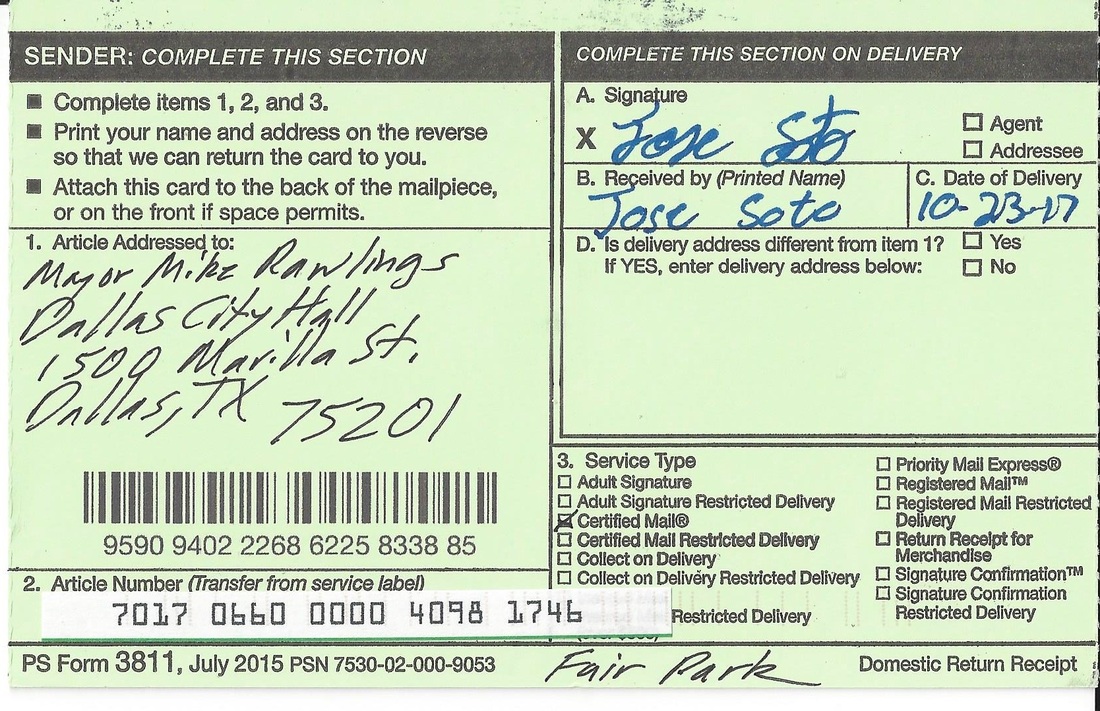 SENDER: COMPLETE THIS SECTION
■ Complete items 1, 2, and 3.
■ Print your name and address on the reverse
so that we can return the card to you.
■ Attach this card to the back of the mailpiece,
or on the front if space permits.
1. Article Addressed to:
Mayor Mike Rawlings
Dallas City Hall
1500 Marilla St.
Dallas, TX 75201
9590 9402 2268 6225 8338 85
2. Article Number (Transfer from service label)
7017 0660 0000 4098 1746
COMPLETE THIS SECTION ON DELIVERY
A. Signature
X Jose Soto
☐ Agent
☐ Addressee
B. Received by (Printed Name)
Jose Soto
C. Date of Delivery
10-23-17
D. Is delivery address different from item 1? ☐ Yes
If YES, enter delivery address below: ☐ No
3. Service Type
☐ Adult Signature
☐ Adult Signature Restricted Delivery
☒ Certified Mail®
☐ Certified Mail Restricted Delivery
☐ Collect on Delivery
☐ Collect on Delivery Restricted Delivery
Restricted Delivery
☐ Priority Mail Express®
☐ Registered Mail™
☐ Registered Mail Restricted
Delivery
☐ Return Receipt for
Merchandise
☐ Signature Confirmation™
☐ Signature Confirmation
Restricted Delivery
PS Form 3811, July 2015 PSN 7530-02-000-9053
Fair Park
Domestic Return Receipt